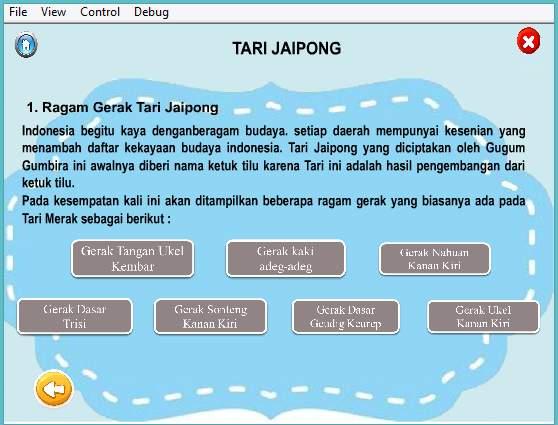 File View Control Debug
TARI JAIPONG
1. Ragam Gerak Tari Jaipong
Indonesia begitu kaya denganberagam budaya. setiap daerah mempunyai kesenian yang
menambah daftar kekayaan budaya indonesia. Tari Jaipong yang diciptakan oleh Gugum
Gumbira ini awalnya diberi nama ketuk tilu karena Tari ini adalah hasil pengembangan dari
ketuk tilu.
Pada kesempatan kali ini akan ditampilkan beberapa ragam gerak yang biasanya ada pada
Tari Merak sebagai berikut :
Gerak Tangan Ukel
Kembar
Gerak kaki
adeg-adeg
Gerak Nahuan
Kanan Kiri
Gerak Dasar
Trisi
Gerak Sonteng
Kanan Kiri
Gerak Dasar
Geudig Keurep
Gerak Ukel
Kanan Kiri